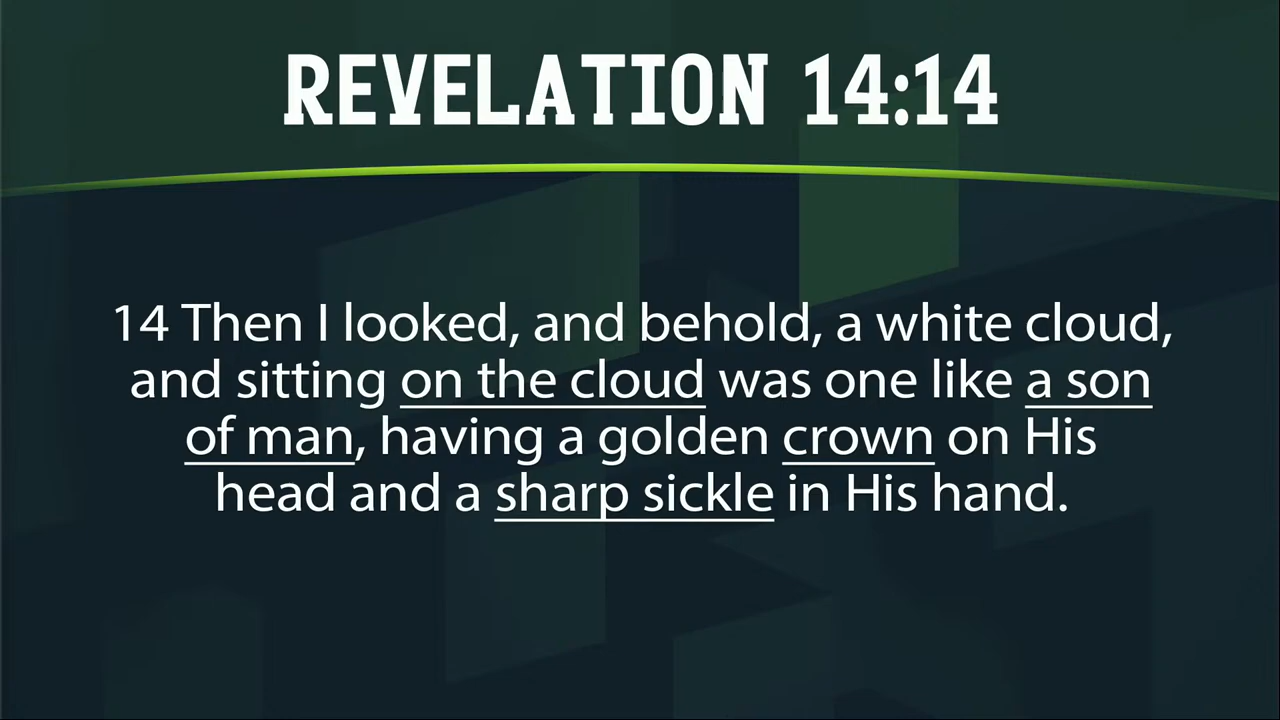 REVELATION 14:14
14 Then I looked, and behold, a white cloud,
and sitting on the cloud was one like a son
of man, having a golden crown on His
head and a sharp sickle in His hand.